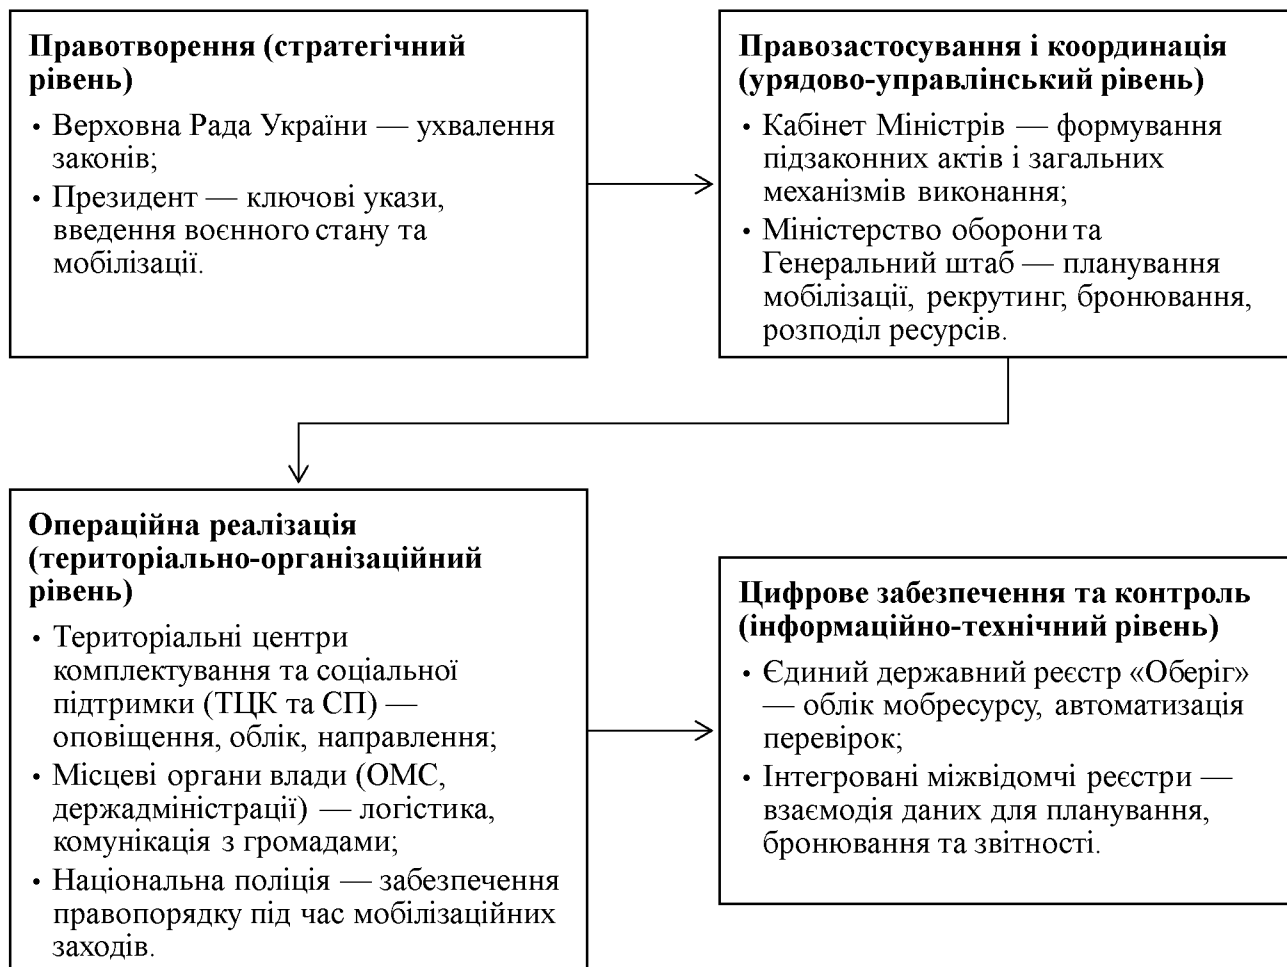 Правотворення (стратегічний
рівень)
• Верховна Рада України — ухвалення
законів;
• Президент — ключові укази,
введення воєнного стану та
мобілізації.
Правозастосування і координація
(урядово-управлінський рівень)
• Кабінет Міністрів — формування
підзаконних актів і загальних
механізмів виконання;
• Міністерство оборони та
Генеральний штаб — планування
мобілізації, рекрутинг, бронювання,
розподіл ресурсів.
Операційна реалізація
(територіально-організаційний
рівень)
• Територіальні центри
комплектування та соціальної
підтримки (ТЦК та СП) —
оповіщення, облік, направлення;
• Місцеві органи влади (ОМС,
держадміністрації) — логістика,
комунікація з громадами;
• Національна поліція — забезпечення
правопорядку під час мобілізаційних
заходів.
Цифрове забезпечення та контроль
(інформаційно-технічний рівень)
• Єдиний державний реєстр «Оберіг»
— облік мобресурсу, автоматизація
перевірок;
• Інтегровані міжвідомчі реєстри —
взаємодія даних для планування,
бронювання та звітності.